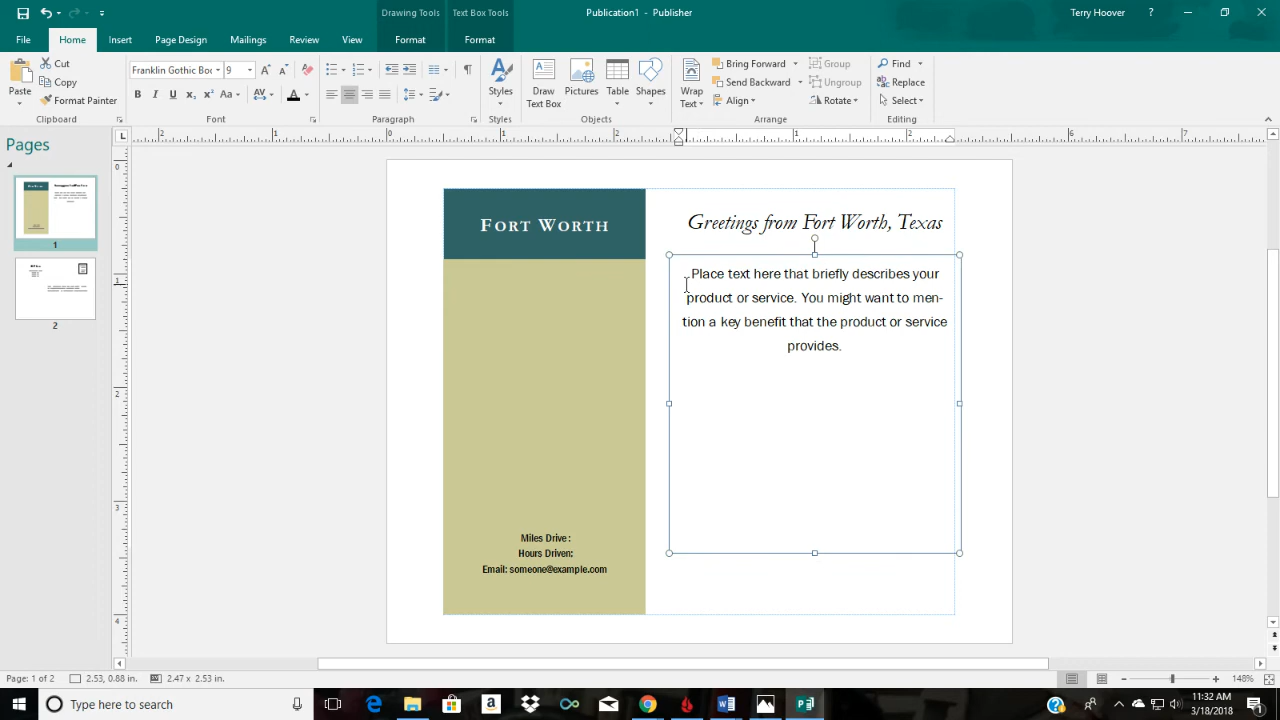 Drawing Tools
Text Box Tools
Publication1 - Publisher
Terry Hoover
?
File
Home
Insert
Page Design
Mailings
Review
View
Format
Format
Paste
Cut
Copy
Format Painter
Clipboard
Franklin Gothic Boo
9
B I U x² x₂ Aa AV A
Font
Paragraph
Styles
Styles
Draw
Text Box
Pictures
Table
Shapes
Objects
Wrap
Text
Bring Forward
Send Backward
Align
Group
Ungroup
Rotate
Arrange
Find
Replace
Select
Editing
Pages
1
2
Fort Worth
Greetings from Fort Worth, Texas
Place text here that briefly describes your
product or service. You might want to men-
tion a key benefit that the product or service
provides.
Miles Drive :
Hours Driven:
Email: someone@example.com
Page: 1 of 2
2.53, 0.88 in.
2.47 x 2.53 in.
148%
Type here to search
11:32 AM
3/18/2018